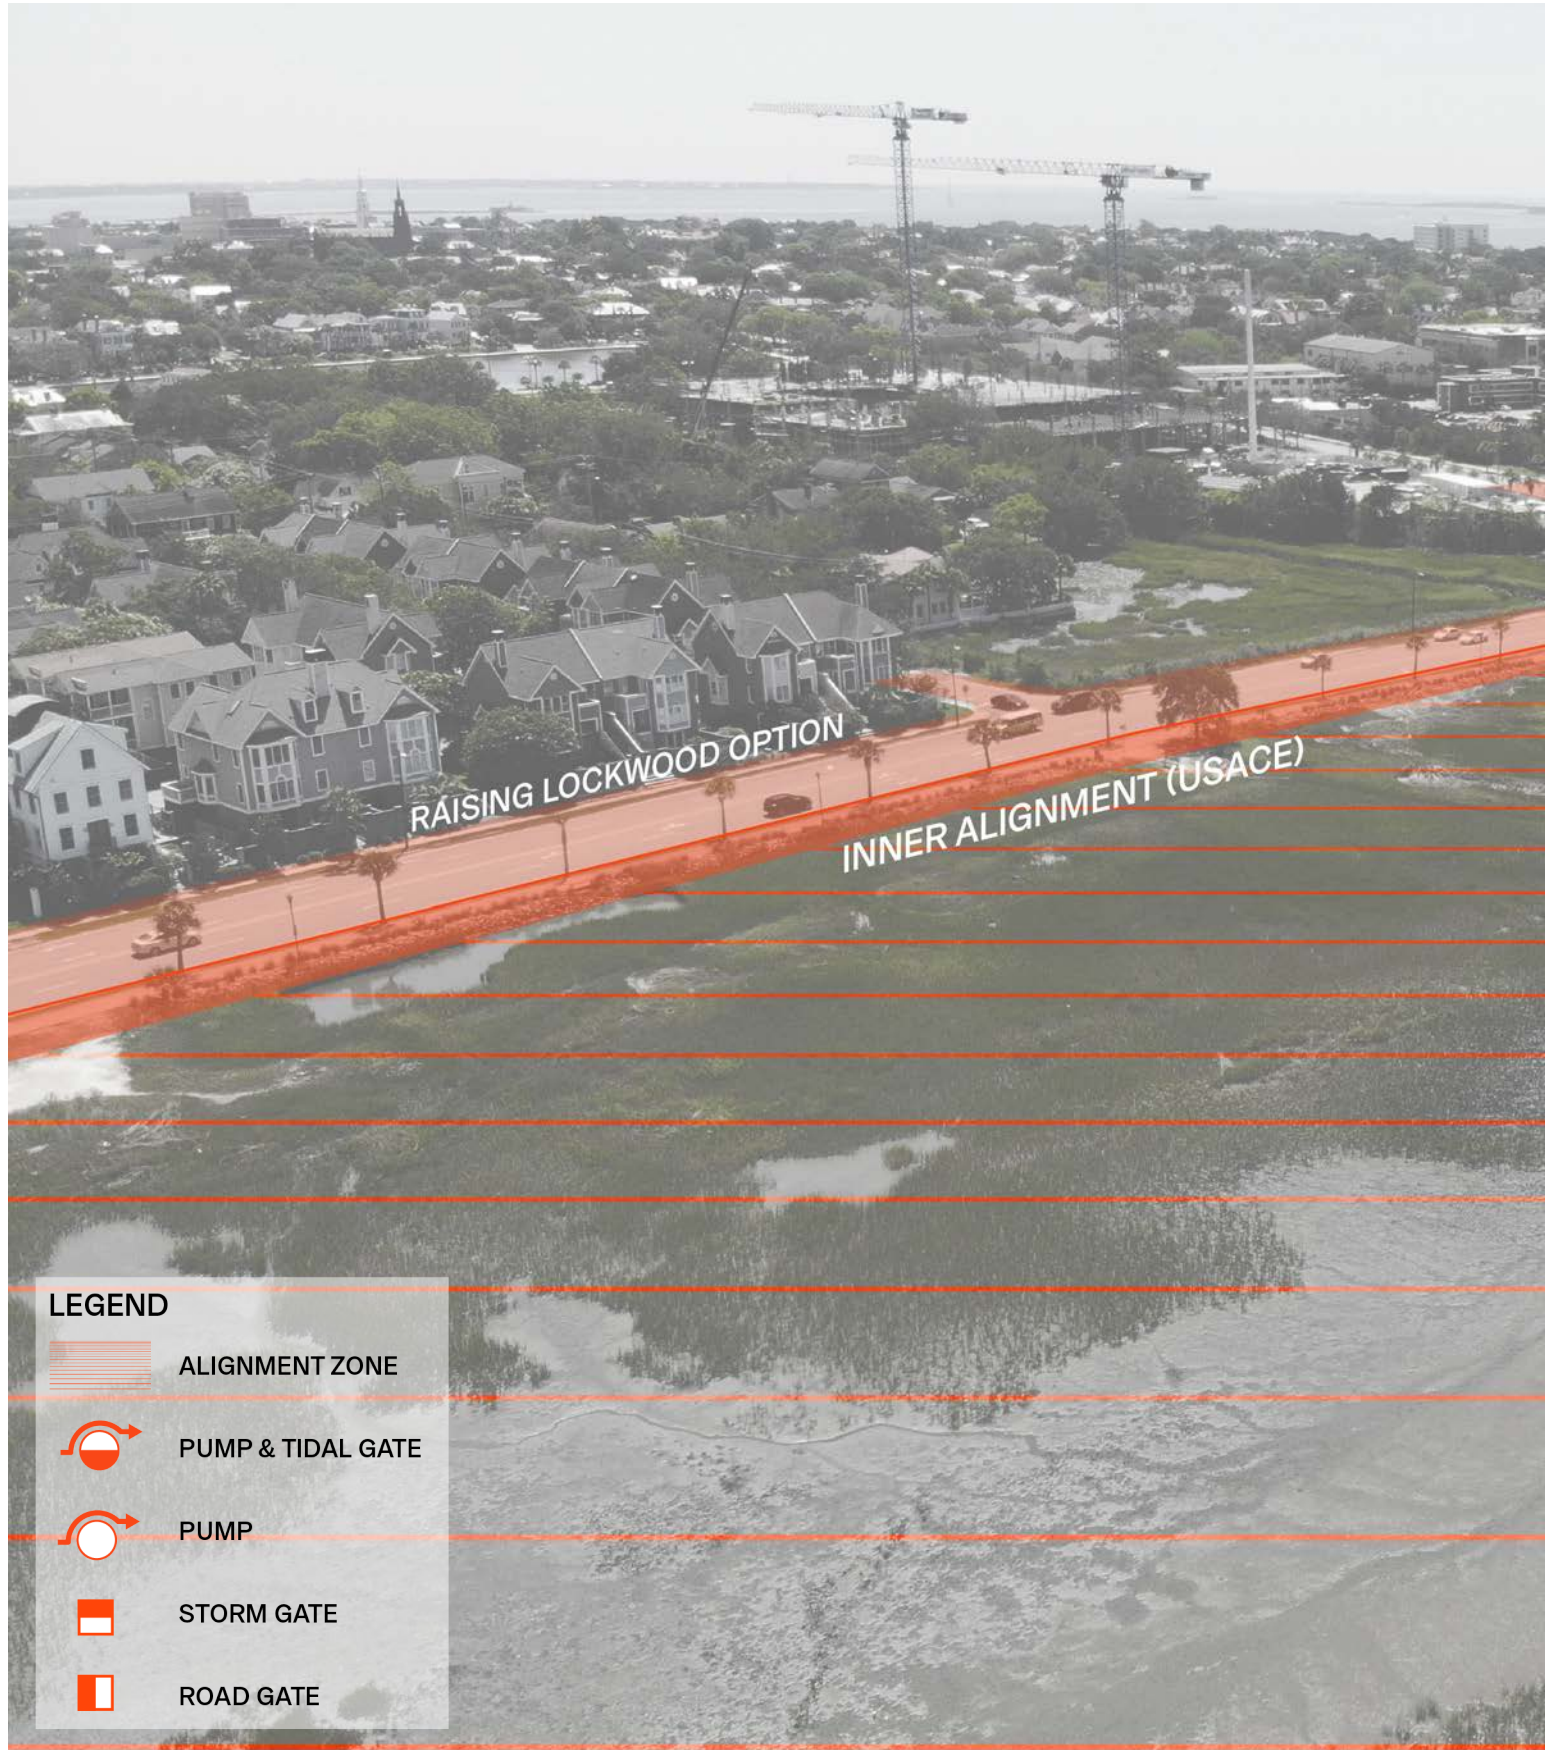 RAISING LOCKWOOD OPTION
INNER ALIGNMENT (USACE)
LEGEND
ALIGNMENT ZONE
PUMP & TIDAL GATE
PUMP
STORM GATE
ROAD GATE